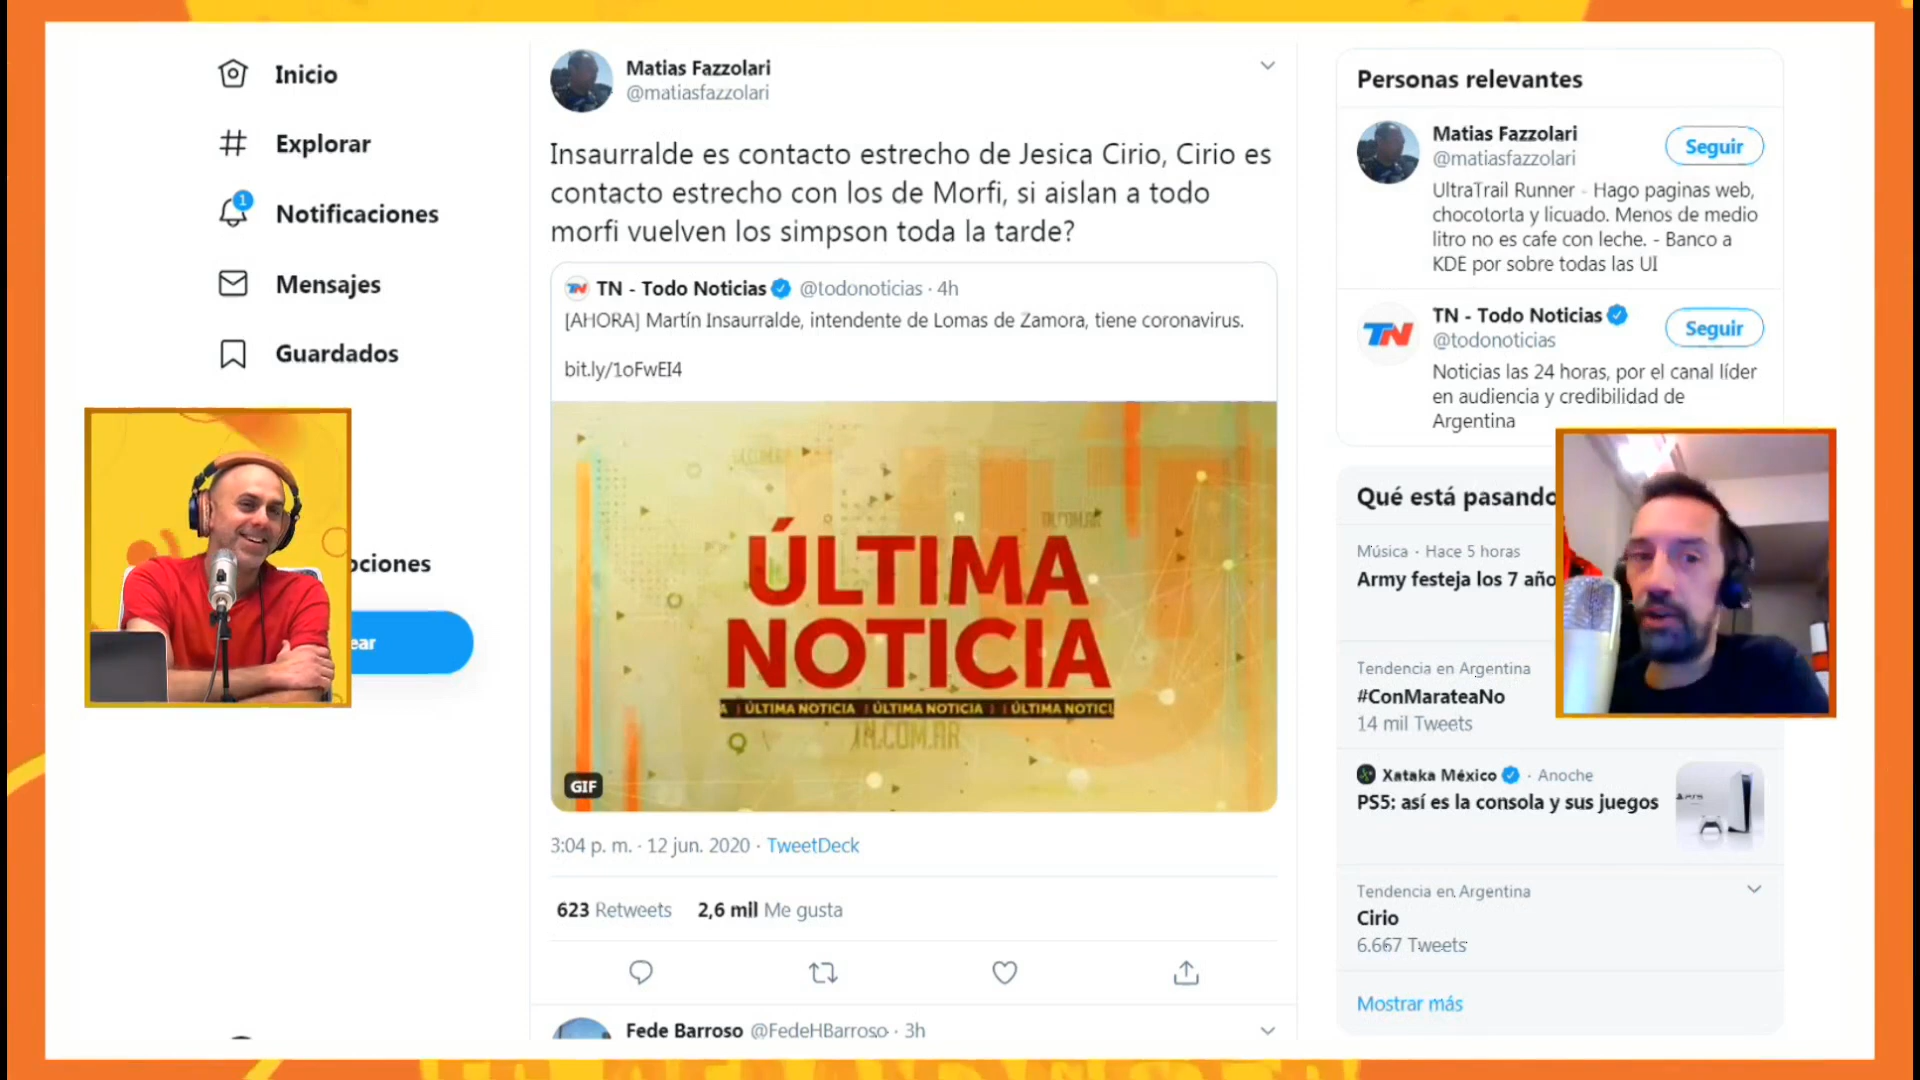 Inicio
Explorar
1
Notificaciones
Mensajes
Guardados
ociones
ear
Matias Fazzolari
@matiasfazzolari
Insaurralde es contacto estrecho de Jesica Cirio, Cirio es
contacto estrecho con los de Morfi, si aislan a todo
morfi vuelven los simpson toda la tarde?
TN - Todo Noticias @todonoticias · 4h
[AHORA] Martín Insaurralde, intendente de Lomas de Zamora, tiene coronavirus.
bit.ly/1oFwEI4
TN.COM.AR
ÚLTIMA
NOTICIA
A | ÚLTIMA NOTICIA | ÚLTIMA NOTICIA | ÚLTIMA NOTICI
TN.COM.AR
GIF
3:04 p. m. · 12 jun. 2020 · TweetDeck
623 Retweets 2,6 mil Me gusta
Fede Barroso @FedeHBarroso · 3h
Personas relevantes
Matias Fazzolari
@matiasfazzolari
Seguir
UltraTrail Runner - Hago paginas web,
chocotorta y licuado. Menos de medio
litro no es cafe con leche. - Banco a
KDE por sobre todas las UI
TN
TN - Todo Noticias
@todonoticias
Seguir
Noticias las 24 horas, por el canal líder
en audiencia y credibilidad de
Argentina
Qué está pasando
Música · Hace 5 horas
Army festeja los 7 año
Tendencia en Argentina
#ConMarateaNo
14 mil Tweets
Xataka México · Anoche
PS5: así es la consola y sus juegos
Tendencia en Argentina
Cirio
6.667 Tweets
Mostrar más